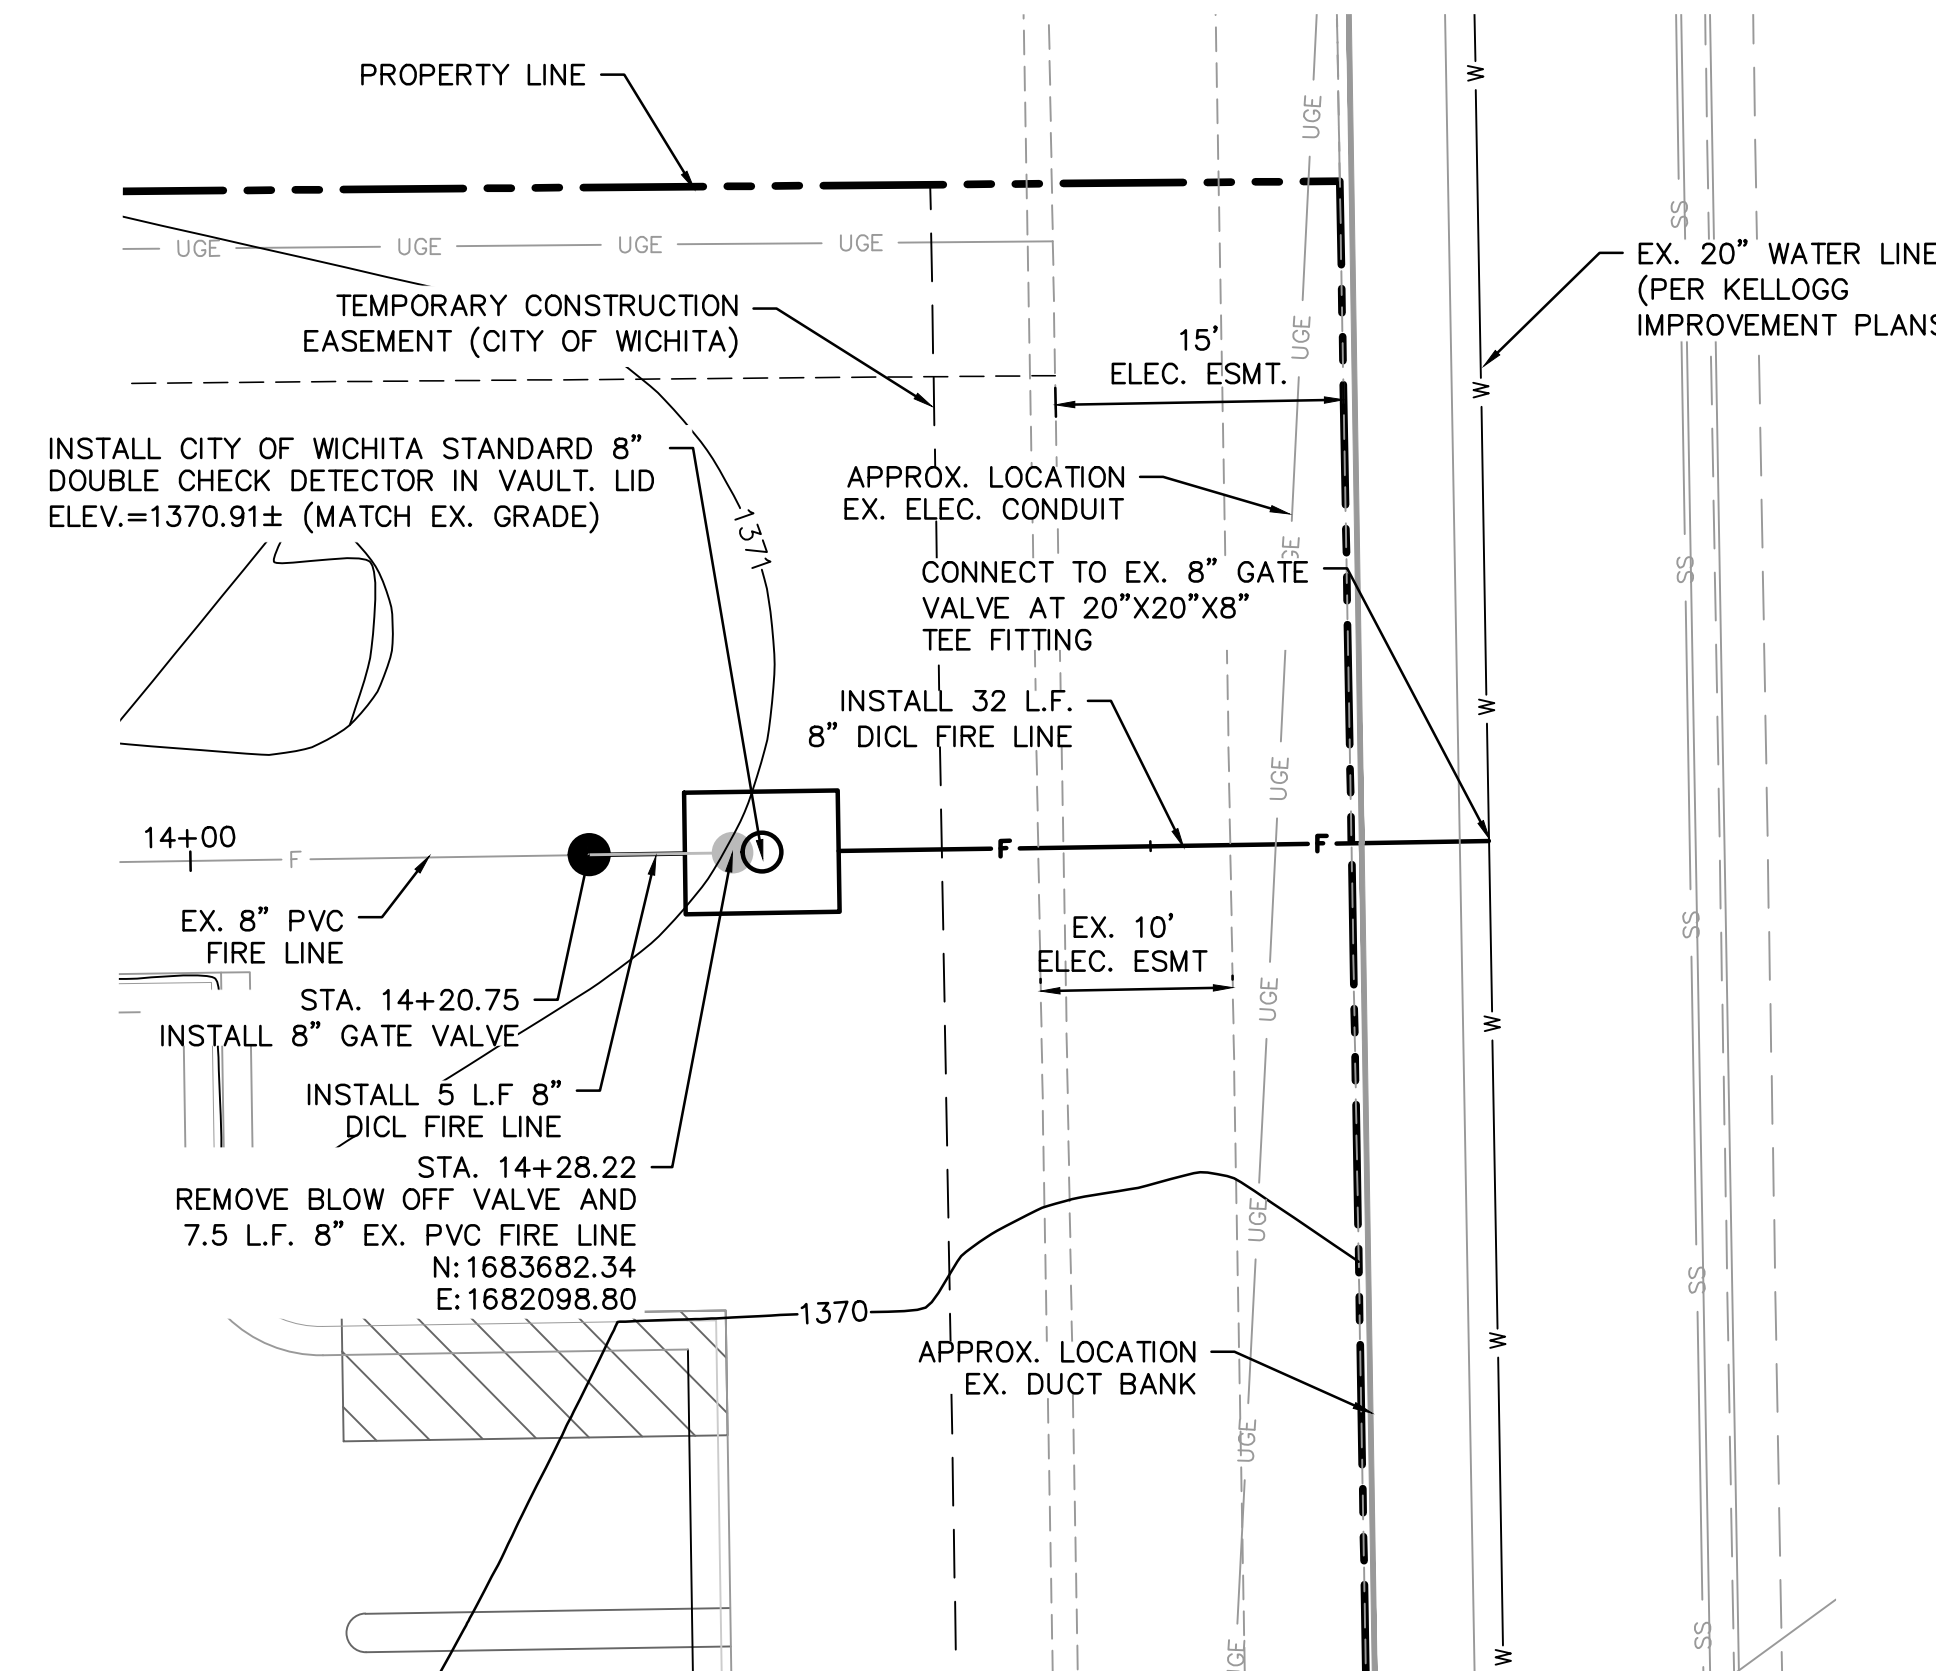 PROPERTY LINE
UGE
UGE
UGE
UGE
UGE
W
SS
EX. 20" WATER LINE
(PER KELLOGG
IMPROVEMENT PLANS
TEMPORARY CONSTRUCTION
EASEMENT (CITY OF WICHITA)
15'
ELEC. ESMT.
UGE
W
INSTALL CITY OF WICHITA STANDARD 8"
DOUBLE CHECK DETECTOR IN VAULT. LID
ELEV.=1370.91± (MATCH EX. GRADE)
1371
APPROX. LOCATION
EX. ELEC. CONDUIT
GE
SS
CONNECT TO EX. 8" GATE
VALVE AT 20"X20"X8"
TEE FITTING
W
INSTALL 32 L.F.
8" DICL FIRE LINE
UGE
14+00
F
F
F
EX. 8" PVC
FIRE LINE
EX. 10'
ELEC. ESMT
SS
UGE
W
STA. 14+20.75
INSTALL 8" GATE VALVE
INSTALL 5 L.F 8"
DICL FIRE LINE
STA. 14+28.22
REMOVE BLOW OFF VALVE AND
7.5 L.F. 8" EX. PVC FIRE LINE
N:1683682.34
E:1682098.80
UGE
SS
1370
W
APPROX. LOCATION
EX. DUCT BANK
UGE
UGE
SS
W